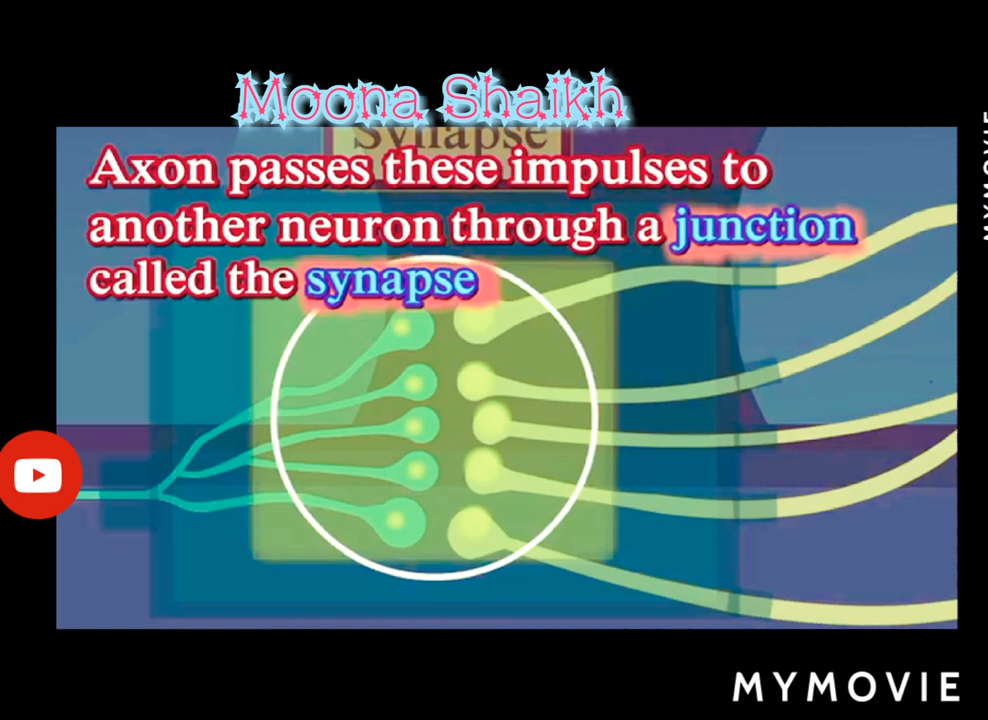 Moona Shaikh
Synapse
Axon passes these impulses to
another neuron through a junction
called the synapse
MYMOVIE
MYMOVIE